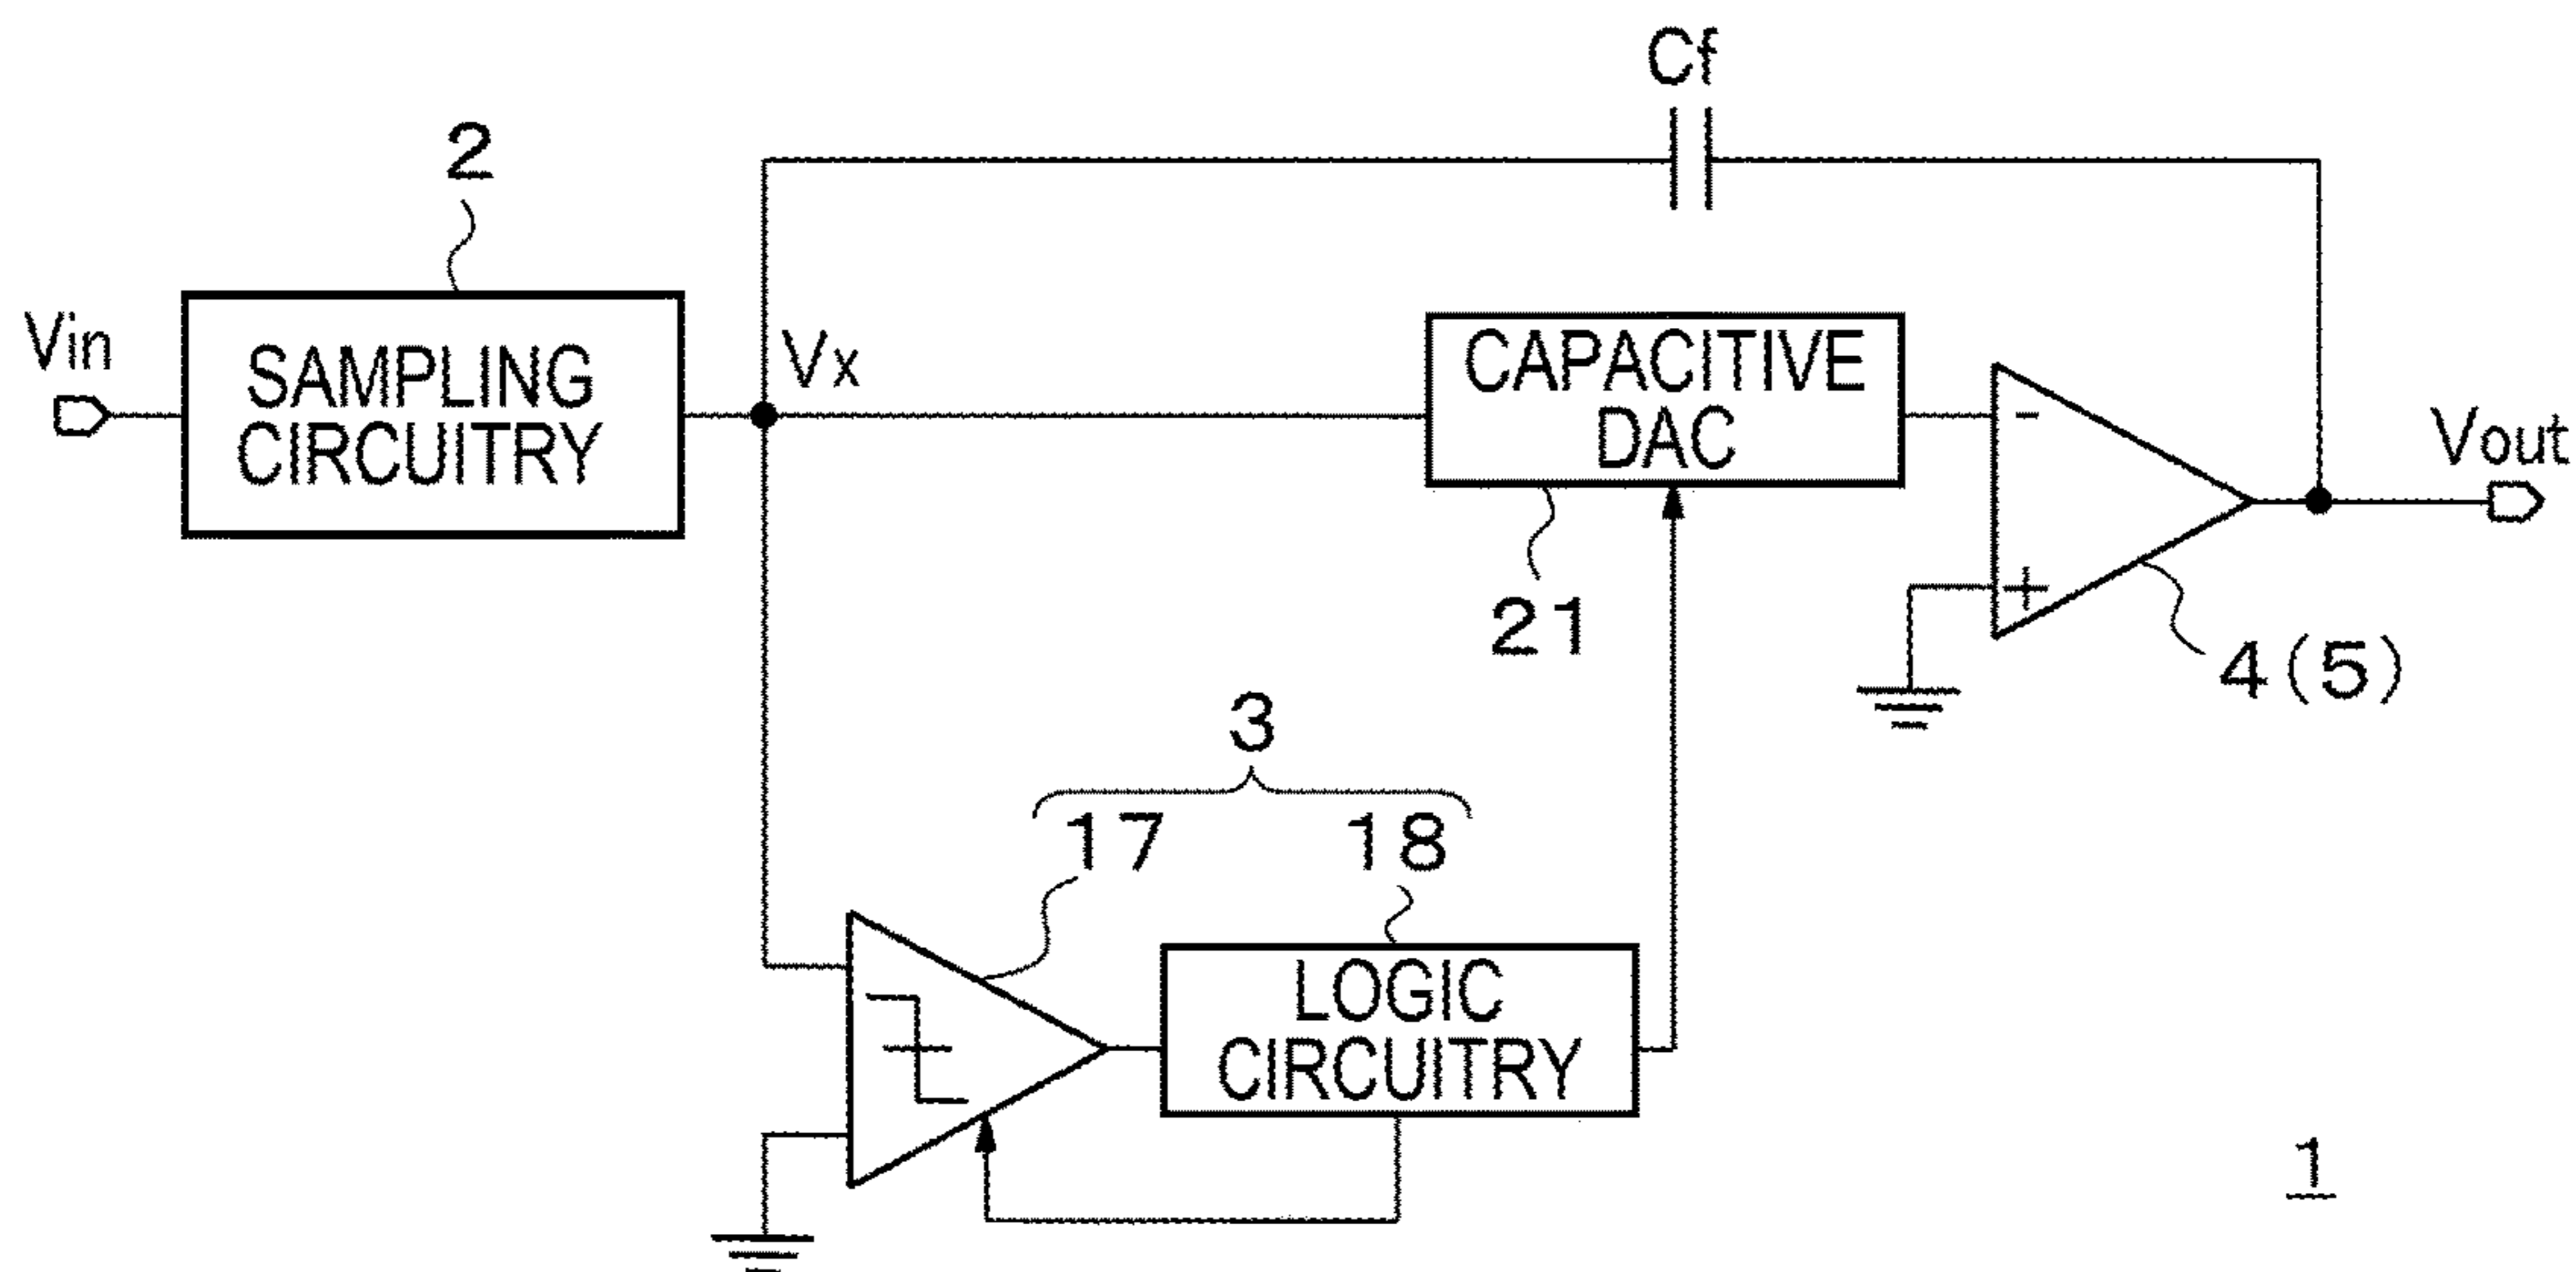 Cf
2
Vin
SAMPLING
CIRCUITRY
Vx
CAPACITIVE
DAC
-
+
Vout
21
4(5)
3
17
18
LOGIC
CIRCUITRY
1